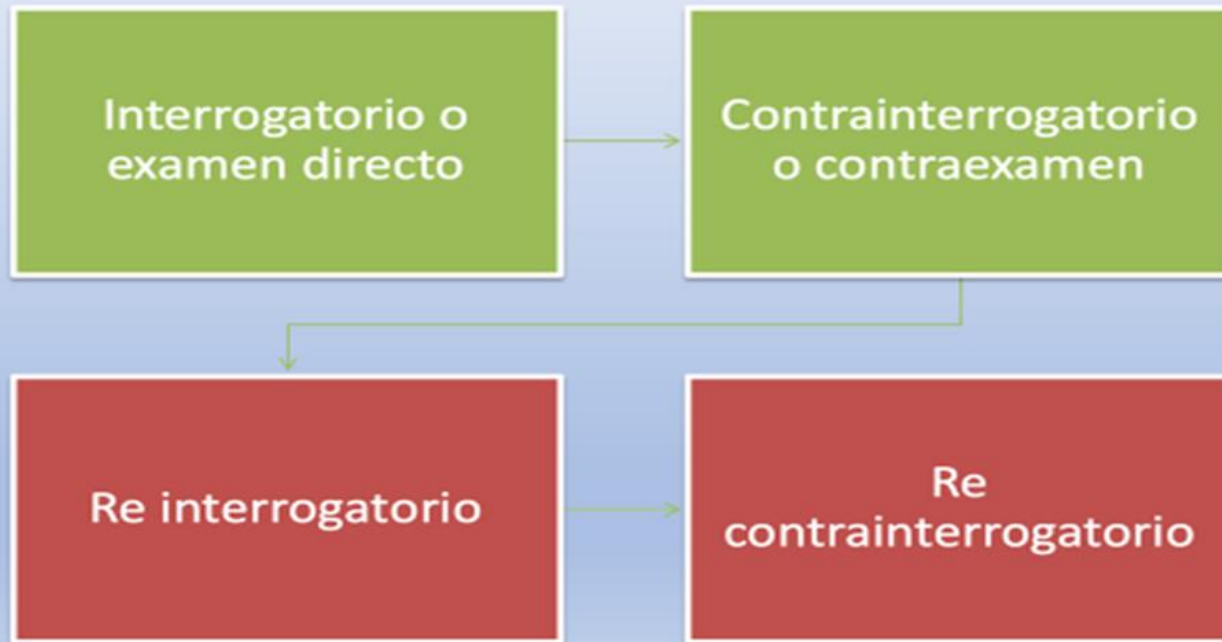 Interrogatorio o
examen directo
Contrainterrogatorio
o contraexamen
Re interrogatorio
Re
contrainterrogatorio